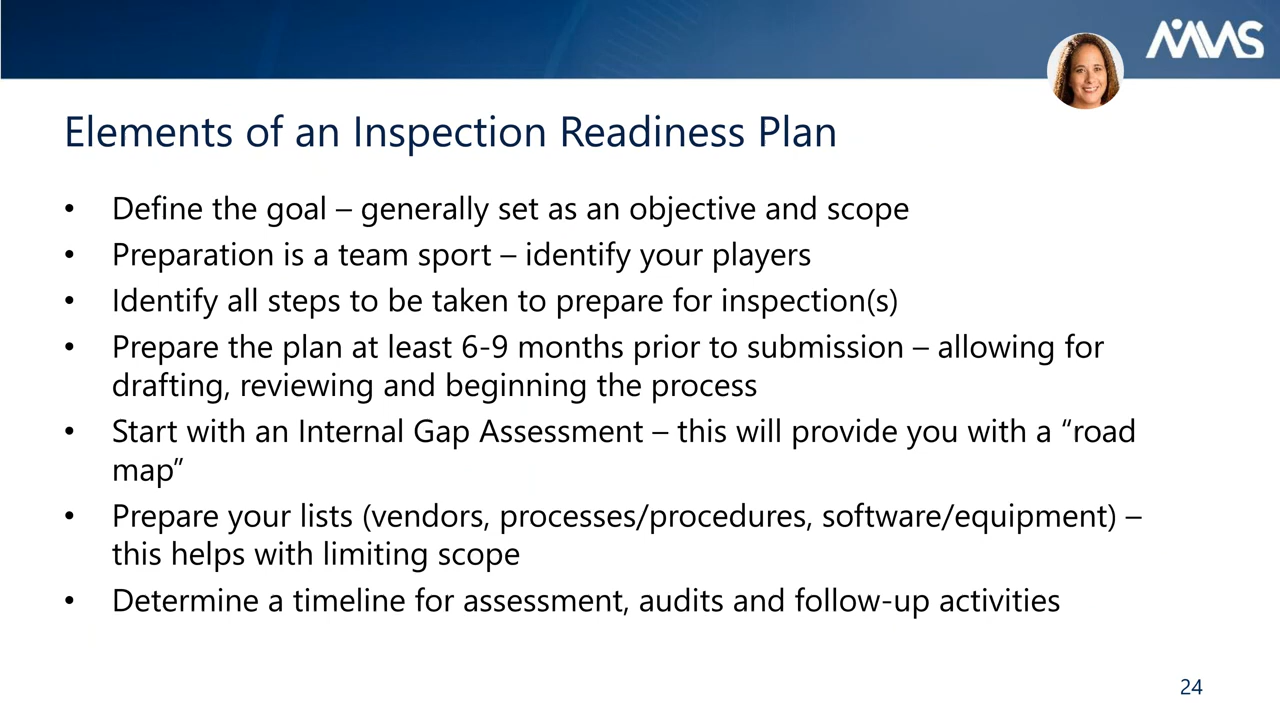 MMS
Elements of an Inspection Readiness Plan
• Define the goal – generally set as an objective and scope
• Preparation is a team sport – identify your players
• Identify all steps to be taken to prepare for inspection(s)
• Prepare the plan at least 6-9 months prior to submission – allowing for
drafting, reviewing and beginning the process
• Start with an Internal Gap Assessment – this will provide you with a “road
map”
• Prepare your lists (vendors, processes/procedures, software/equipment) –
this helps with limiting scope
• Determine a timeline for assessment, audits and follow-up activities
24